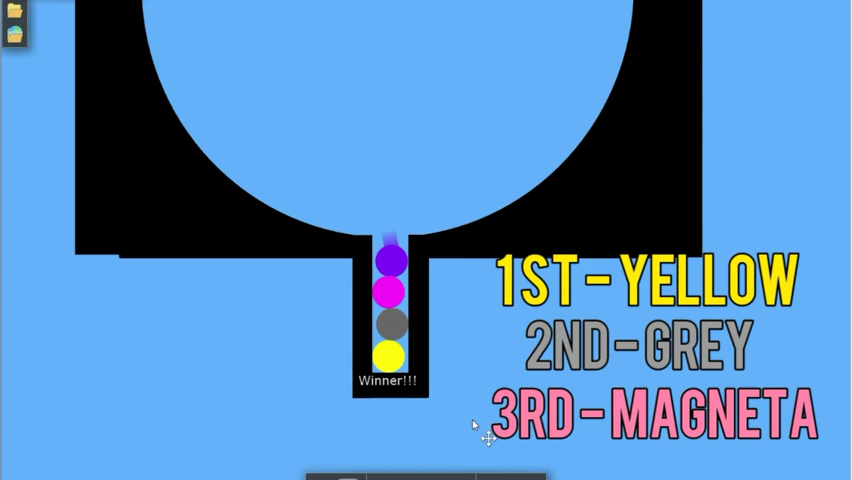 1ST - YELLOW
2ND - GREY
3RD - MAGNETA
Winner!!!